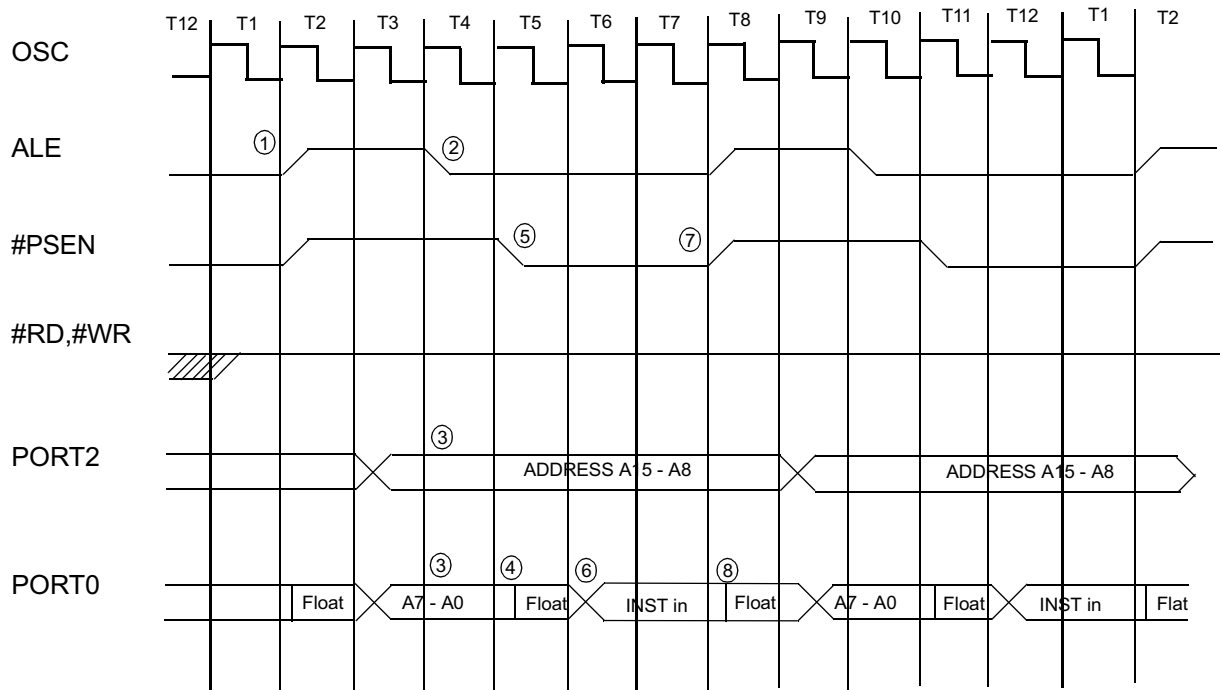 T12 T1 T2 T3 T4 T5 T6 T7 T8 T9 T10 T11 T12 T1 T2
OSC
ALE ① ②
#PSEN ⑤ ⑦
#RD,#WR
PORT2 ③ ADDRESS A15 - A8 ADDRESS A15 - A8
③ ④ ⑥ ⑧
PORT0 Float A7 - A0 Float INST in Float A7 - A0 Float INST in Flat